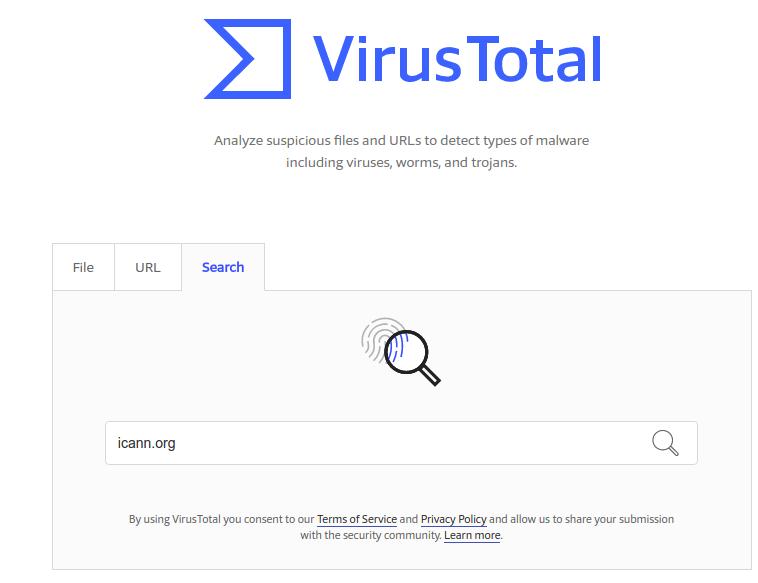 VirusTotal
Analyze suspicious files and URLs to detect types of malware
including viruses, worms, and trojans.
File URL Search
icann.org
By using VirusTotal you consent to our Terms of Service and Privacy Policy and allow us to share your submission
with the security community. Learn more.